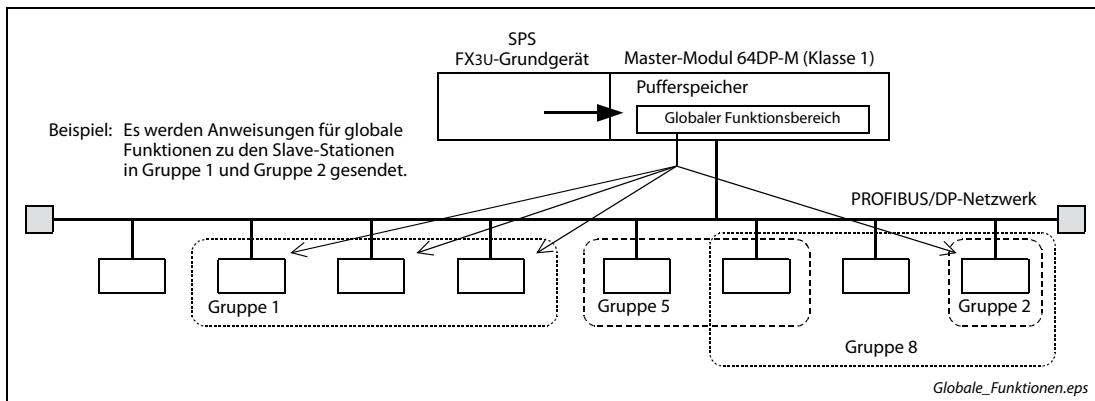 SPS
FX3U-Grundgerät
Master-Modul 64DP-M (Klasse 1)
Pufferspeicher
Globaler Funktionsbereich
Beispiel: Es werden Anweisungen für globale
Funktionen zu den Slave-Stationen
in Gruppe 1 und Gruppe 2 gesendet.
PROFIBUS/DP-Netzwerk
Gruppe 1
Gruppe 5
Gruppe 2
Gruppe 8
Globale_Funktionen.eps